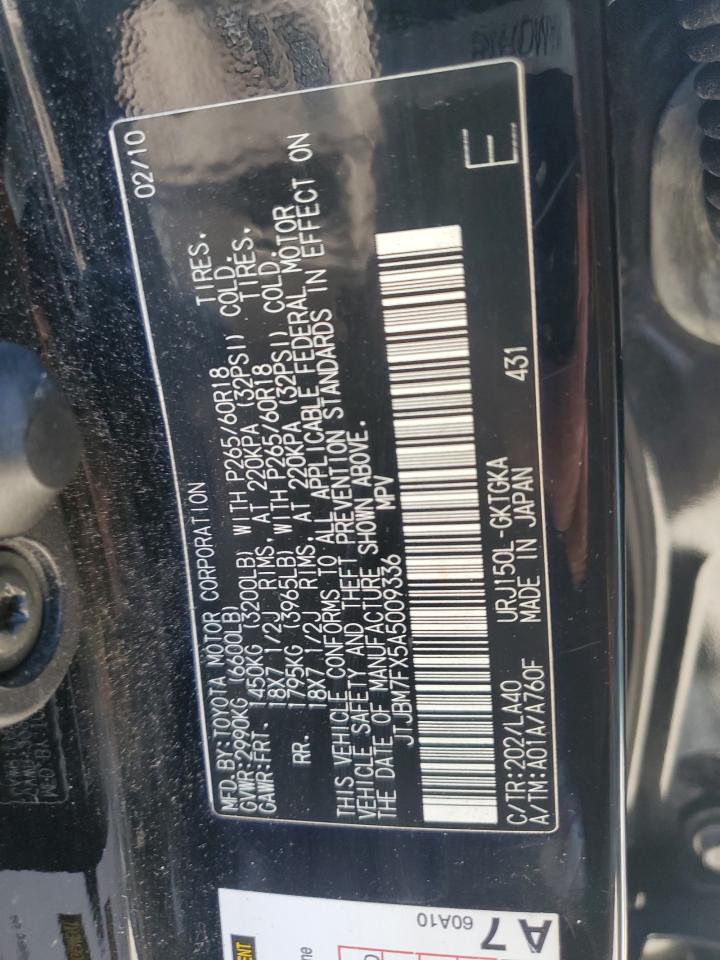 MFD. BY: TOYOTA MOTOR CORPORATION 02/10
GVWR: 2990KG (6600LB)
GAWR: FRT. 1450KG (3200LB) WITH P265/60R18 TIRES.
18X7 1/2J RIMS, AT 220KPA (32PSI) COLD.
RR. 1795KG (3965LB) WITH P265/60R18 TIRES.
18X7 1/2J RIMS, AT 220KPA (32PSI) COLD.
THIS VEHICLE CONFORMS TO ALL APPLICABLE FEDERAL MOTOR
VEHICLE SAFETY AND THEFT PREVENTION STANDARDS IN EFFECT ON
THE DATE OF MANUFACTURE SHOWN ABOVE.
JTJBM7FX5A5009336 MPV
C/TR: 202/LA40 URJ150L-GKTGKA 431 E
A/TM: A01A/A760F MADE IN JAPAN
A7
60A10